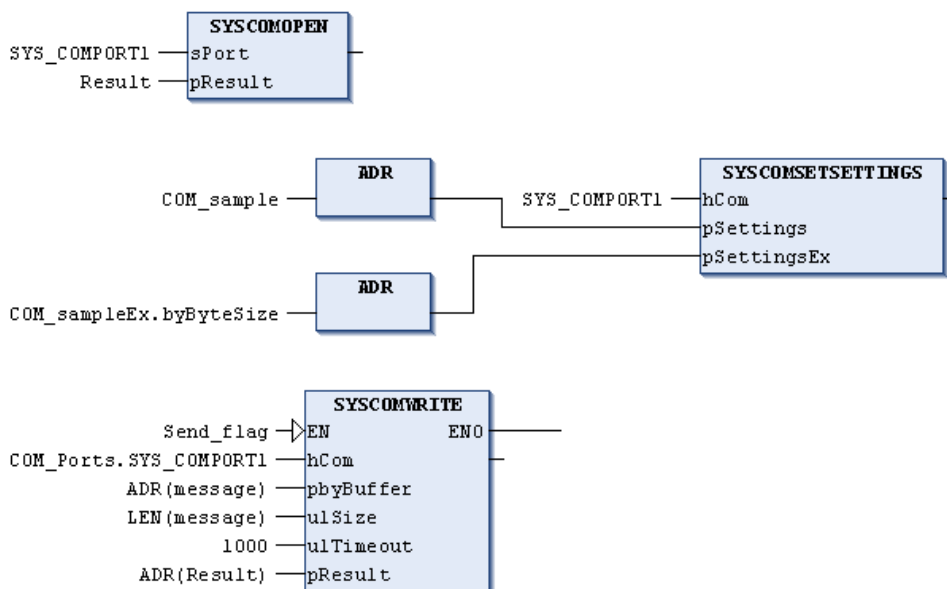 SYSCOMOPEN
SYS_COMPORT1 sPort
Result pResult
ADR SYSCOMSETSETTINGS
COM_sample SYS_COMPORT1 hCom
pSettings
pSettingsEx
ADR
COM_sampleEx.byByteSize
SYSCOMWRITE
Send_flag EN ENO
COM_Ports.SYS_COMPORT1 hCom
ADR(message) pbyBuffer
LEN(message) ulSize
1000 ulTimeout
ADR(Result) pResult